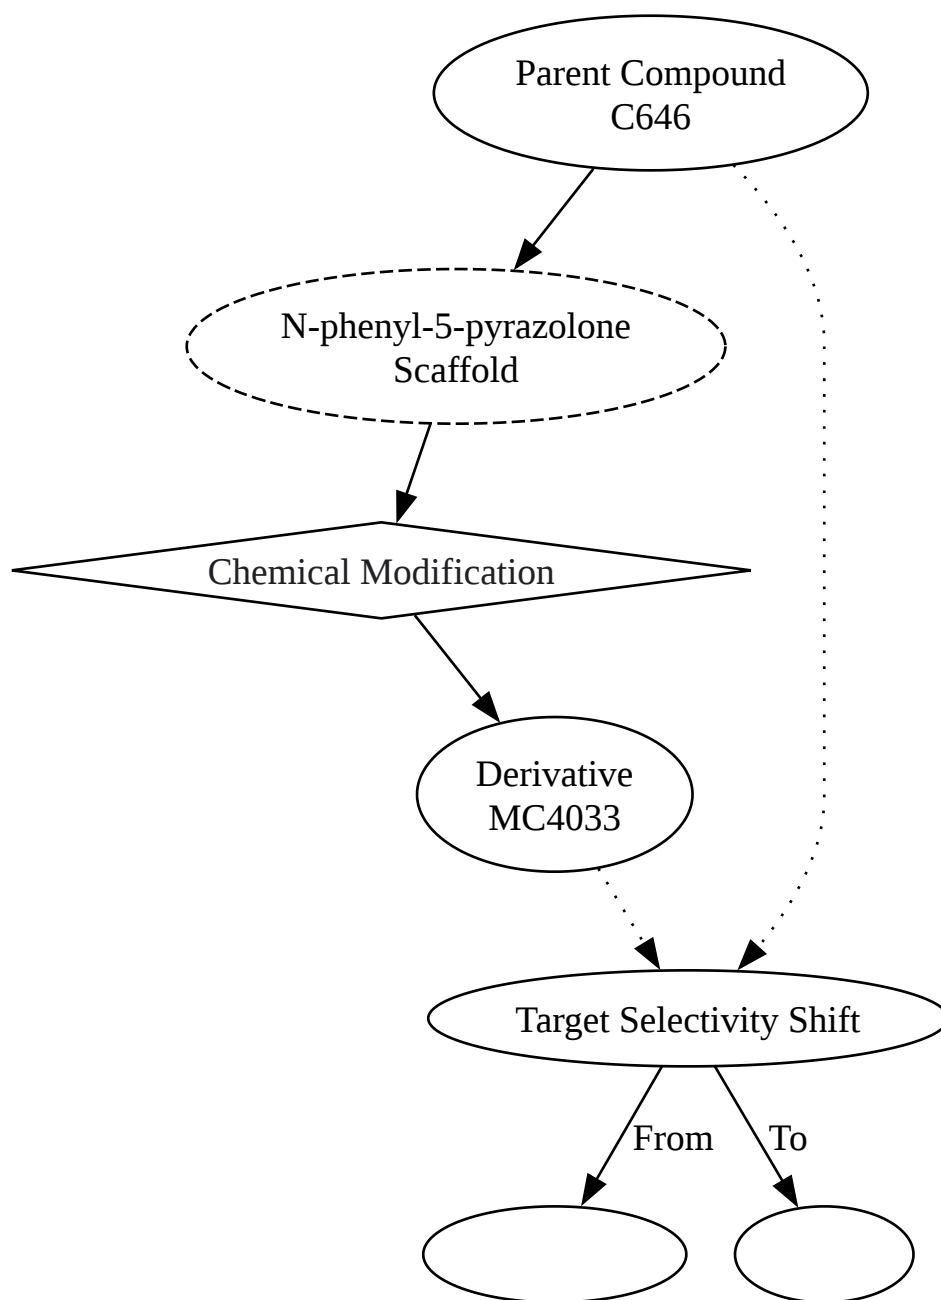 Parent Compound
C646
N-phenyl-5-pyrazolone
Scaffold
Chemical Modification
Derivative
MC4033
Target Selectivity Shift
From
To